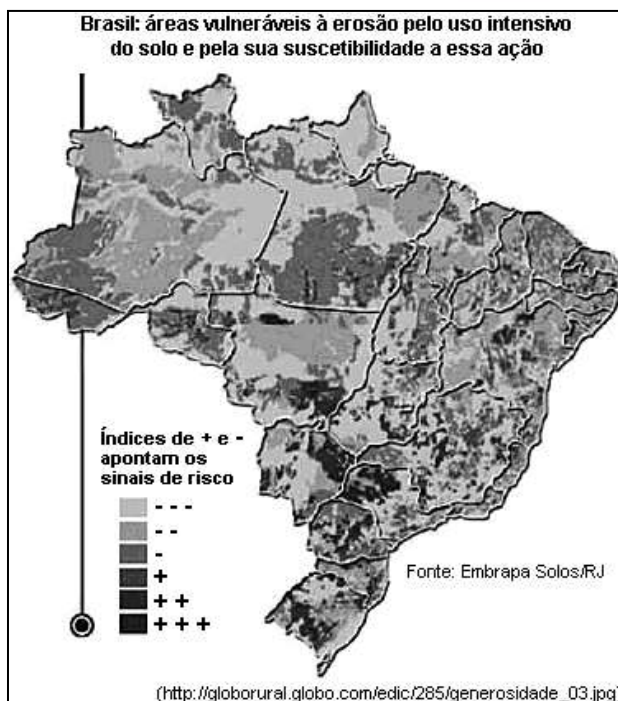 Brasil: áreas vulneráveis à erosão pelo uso intensivo
do solo e pela sua suscetibilidade a essa ação
Índices de + e -
apontam os
sinais de risco
- - -
- -
-
+
+ +
+ + +
Fonte: Embrapa Solos/RJ
(http://globorural.globo.com/edic/285/generosidade_03.jpg)